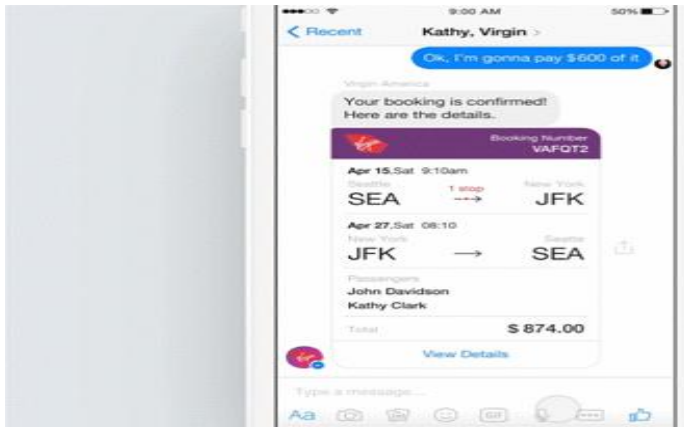 9:00 AM 50%
Recent Kathy, Virgin >
Ok, I'm gonna pay $600 of it
Virgin America
Your booking is confirmed!
Here are the details.
Booking Number
VAFQT2
Apr 15,Sat 9:10am
Seattle 1 stop New York
SEA JFK
Apr 27,Sat 08:10
New York Seattle
JFK SEA
Passengers
John Davidson
Kathy Clark
Total $ 874.00
View Details
Type a message...
Aa GIF